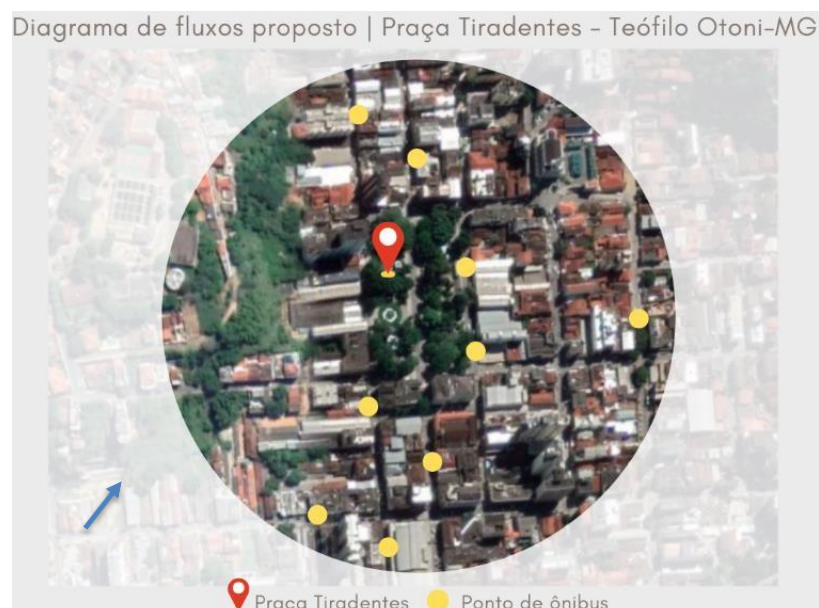 Diagrama de fluxos proposto | Praça Tiradentes - Teófilo Otoni-MG
Praça Tiradentes Ponto de ônibus